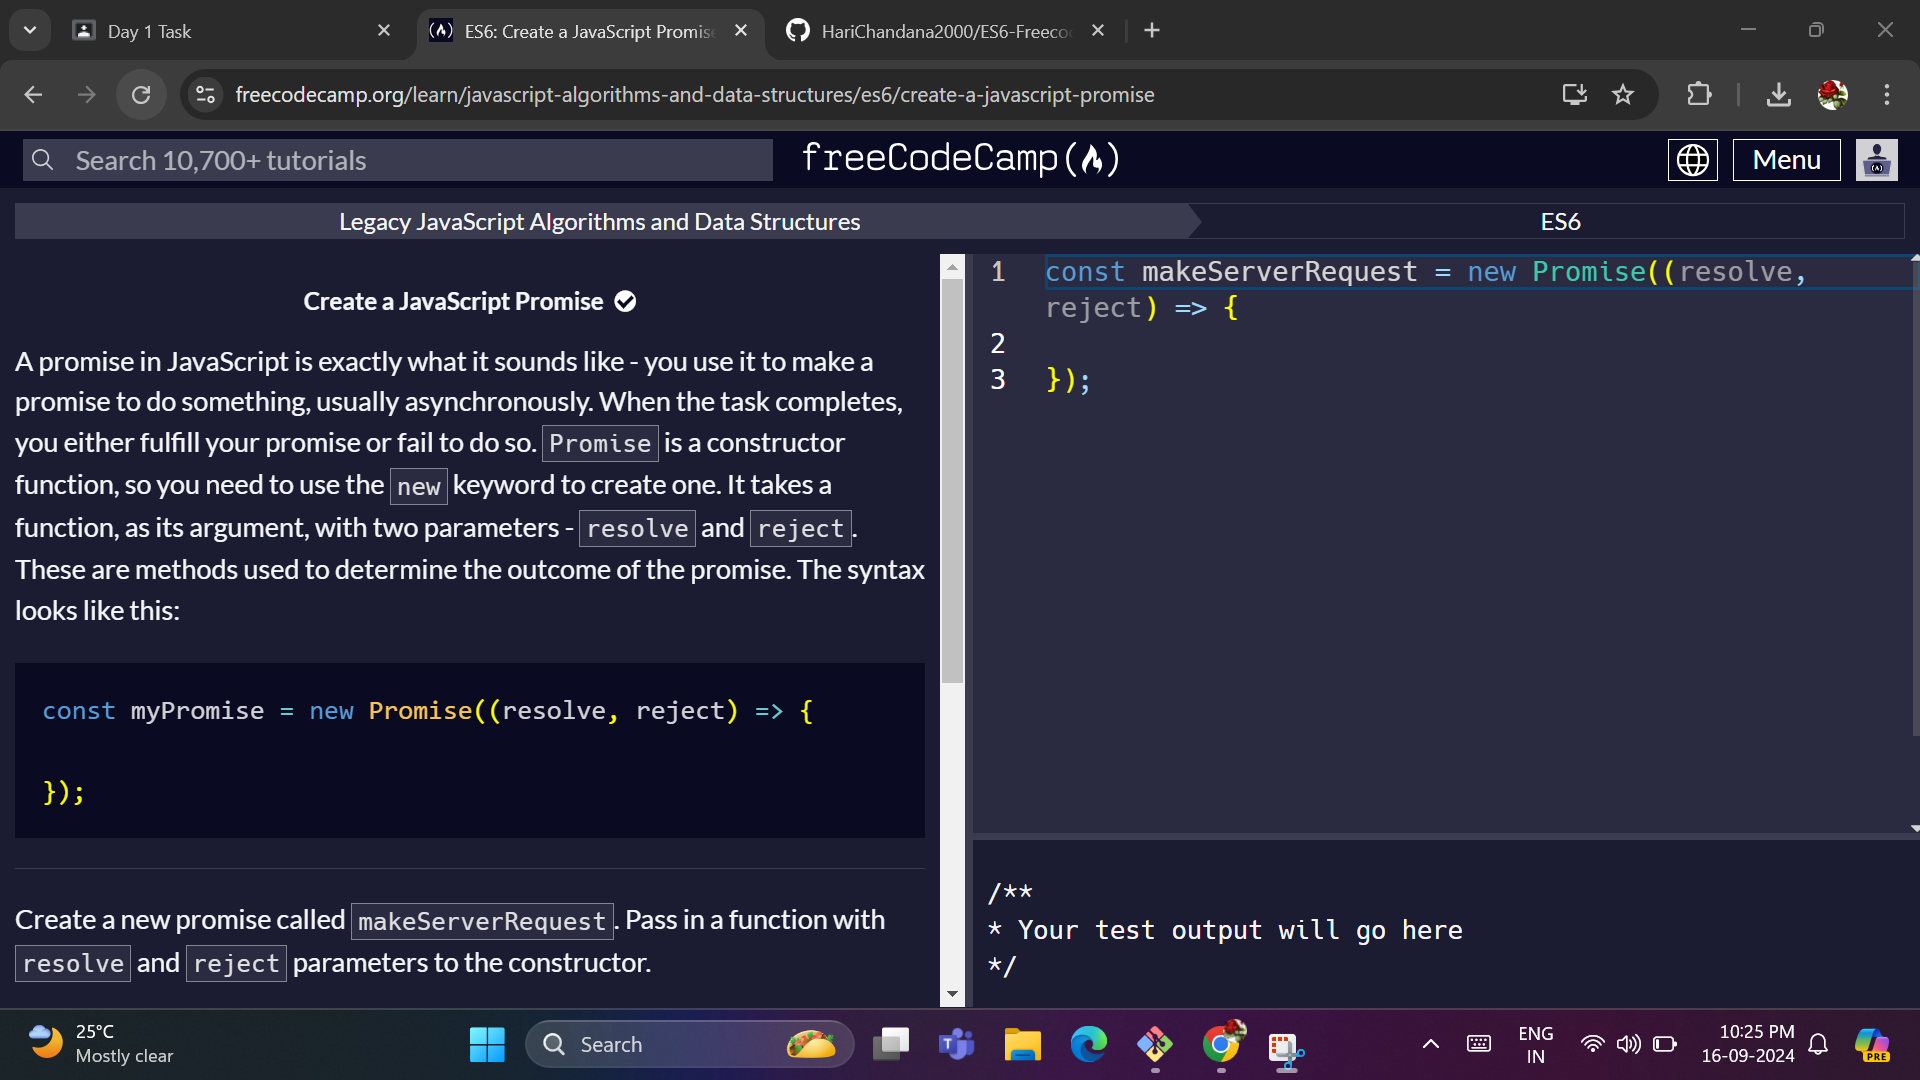 Day 1 Task
ES6: Create a JavaScript Promise
HariChandana2000/ES6-Freeco
freecodecamp.org/learn/javascript-algorithms-and-data-structures/es6/create-a-javascript-promise
Search 10,700+ tutorials
freeCodeCamp(🔥)
Menu
Legacy JavaScript Algorithms and Data Structures
ES6
Create a JavaScript Promise
A promise in JavaScript is exactly what it sounds like - you use it to make a
promise to do something, usually asynchronously. When the task completes,
you either fulfill your promise or fail to do so. Promise is a constructor
function, so you need to use the new keyword to create one. It takes a
function, as its argument, with two parameters - resolve and reject.
These are methods used to determine the outcome of the promise. The syntax
looks like this:
const myPromise = new Promise((resolve, reject) => {
});
Create a new promise called makeServerRequest. Pass in a function with
resolve and reject parameters to the constructor.
1 const makeServerRequest = new Promise((resolve,
reject) => {
2
3 });
/**
* Your test output will go here
*/
25°C
Mostly clear
Search
ENG
IN
10:25 PM
16-09-2024
PRE